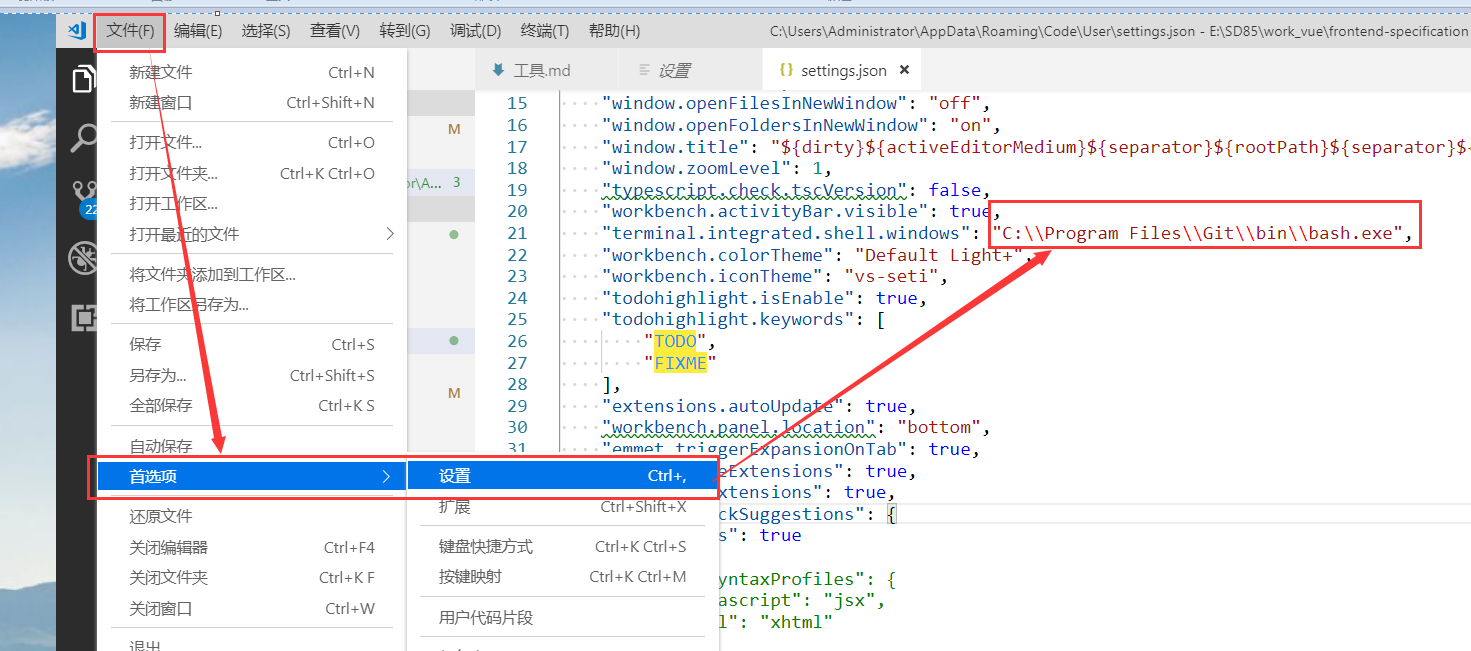 文件(F) 编辑(E) 选择(S) 查看(V) 转到(G) 调试(D) 终端(T) 帮助(H) C:\Users\Administrator\AppData\Roaming\Code\User\settings.json - E:\SD85\work_vue\frontend-specification
工具.md 设置 {} settings.json ×
新建文件 Ctrl+N
新建窗口 Ctrl+Shift+N
打开文件... Ctrl+O
打开文件夹... Ctrl+K Ctrl+O
打开工作区...
打开最近的文件
将文件夹添加到工作区...
将工作区另存为...
保存 Ctrl+S
另存为... Ctrl+Shift+S
全部保存 Ctrl+K S
自动保存
首选项
还原文件
关闭编辑器 Ctrl+F4
关闭文件夹 Ctrl+K F
关闭窗口 Ctrl+W
退出
设置 Ctrl+,
扩展 Ctrl+Shift+X
键盘快捷方式 Ctrl+K Ctrl+S
按键映射 Ctrl+K Ctrl+M
用户代码片段
22
M
or\A... 3
M
15 "window.openFilesInNewWindow": "off",
16 "window.openFoldersInNewWindow": "on",
17 "window.title": "${dirty}${activeEditorMedium}${separator}${rootPath}${separator}$
18 "window.zoomLevel": 1,
19 "typescript.check.tscVersion": false,
20 "workbench.activityBar.visible": true,
21 "terminal.integrated.shell.windows": "C:\\Program Files\\Git\\bin\\bash.exe",
22 "workbench.colorTheme": "Default Light+",
23 "workbench.iconTheme": "vs-seti",
24 "todohighlight.isEnable": true,
25 "todohighlight.keywords": [
26 "TODO",
27 "FIXME"
28 ],
29 "extensions.autoUpdate": true,
30 "workbench.panel.location": "bottom",
31 "emmet.triggerExpansionOnTab": true,
eExtensions": true,
xtensions": true,
ckSuggestions": {
s": true
yntaxProfiles": {
ascript": "jsx",
l": "xhtml"